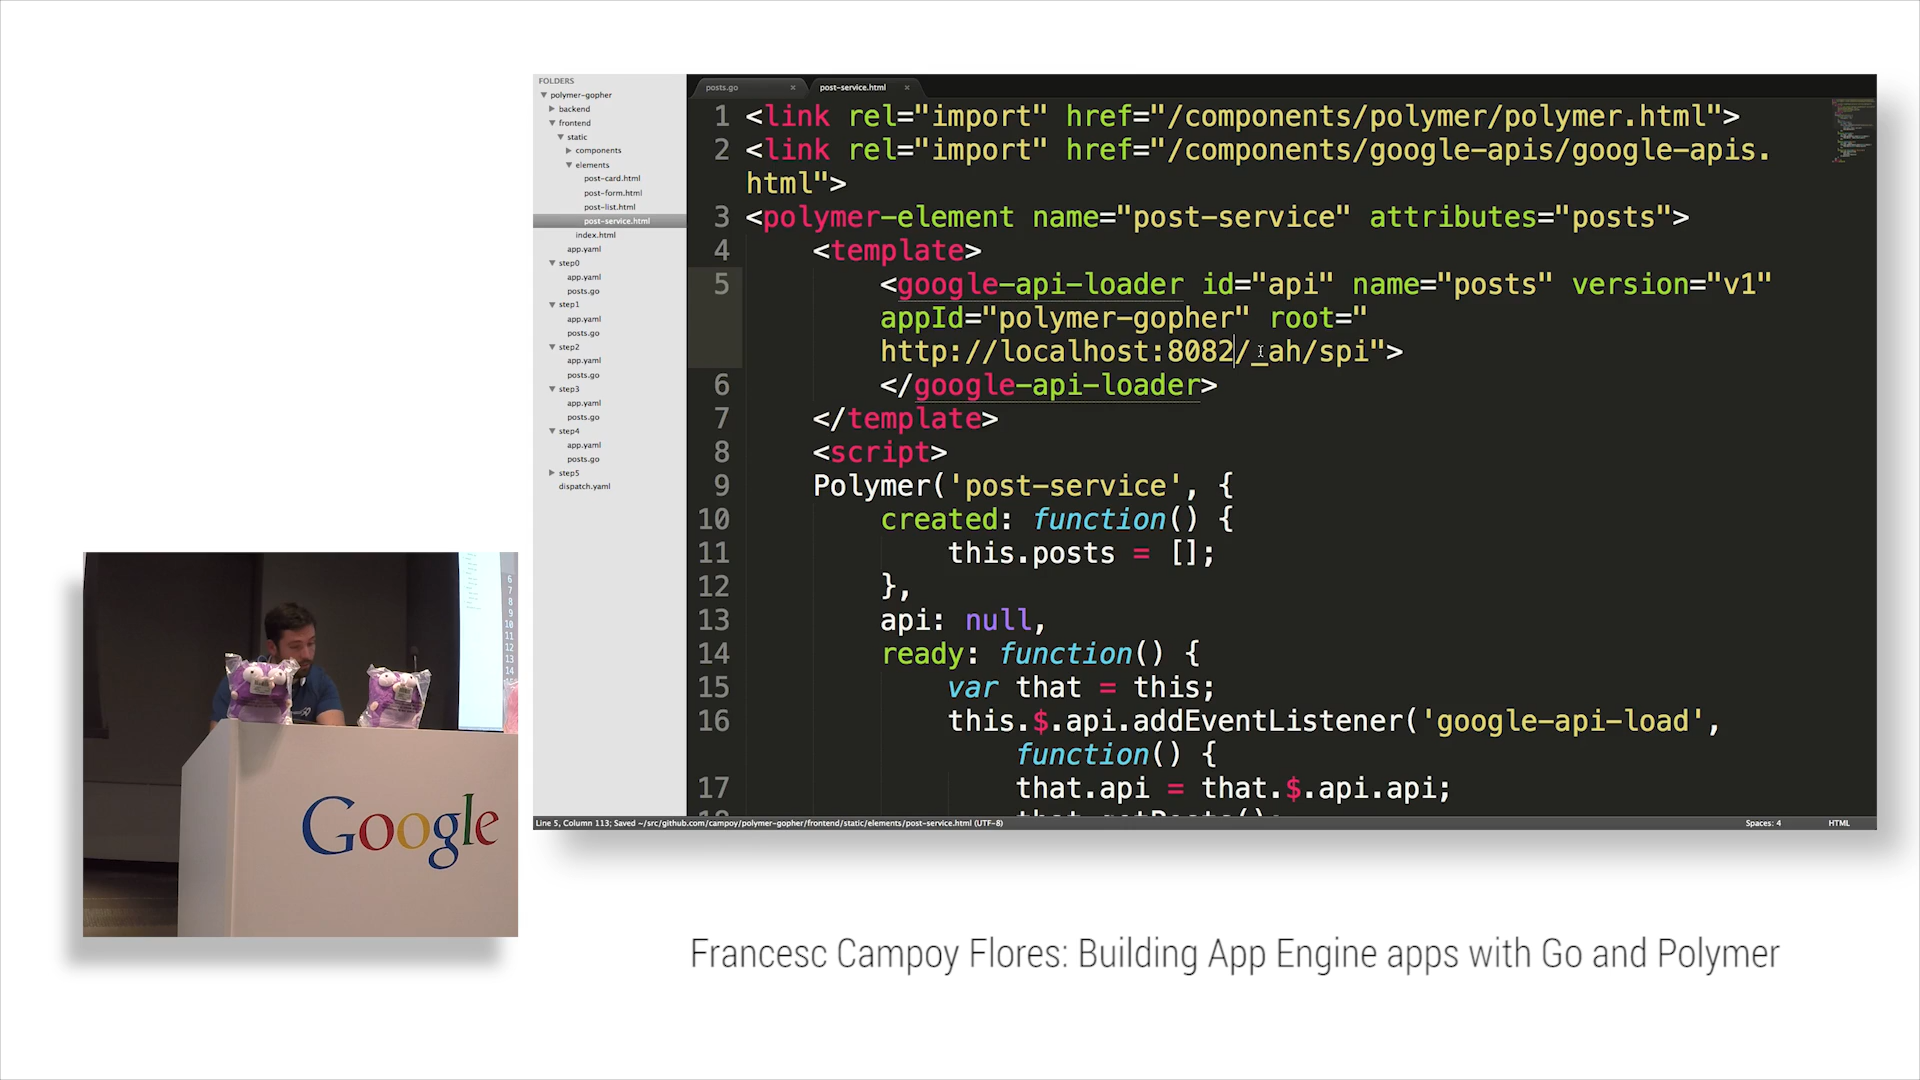 FOLDERS
polymer-gopher
backend
frontend
static
components
elements
post-card.html
post-form.html
post-list.html
post-service.html
index.html
app.yaml
step0
app.yaml
posts.go
step1
app.yaml
posts.go
step2
app.yaml
posts.go
step3
app.yaml
posts.go
step4
app.yaml
posts.go
step5
dispatch.yaml
posts.go × post-service.html ×
1 <link rel="import" href="/components/polymer/polymer.html">
2 <link rel="import" href="/components/google-apis/google-apis.
html">
3 <polymer-element name="post-service" attributes="posts">
4 <template>
5 <google-api-loader id="api" name="posts" version="v1"
appId="polymer-gopher" root="
http://localhost:8082/_ah/spi">
6 </google-api-loader>
7 </template>
8 <script>
9 Polymer('post-service', {
10 created: function() {
11 this.posts = [];
12 },
13 api: null,
14 ready: function() {
15 var that = this;
16 this.$.api.addEventListener('google-api-load',
function() {
17 that.api = that.$.api.api;
Line 5, Column 113; Saved ~/src/github.com/campoy/polymer-gopher/frontend/static/elements/post-service.html (UTF-8) Spaces: 4 HTML
6
7
8
9
10
11
12
13
14
Google
Francesc Campoy Flores: Building App Engine apps with Go and Polymer